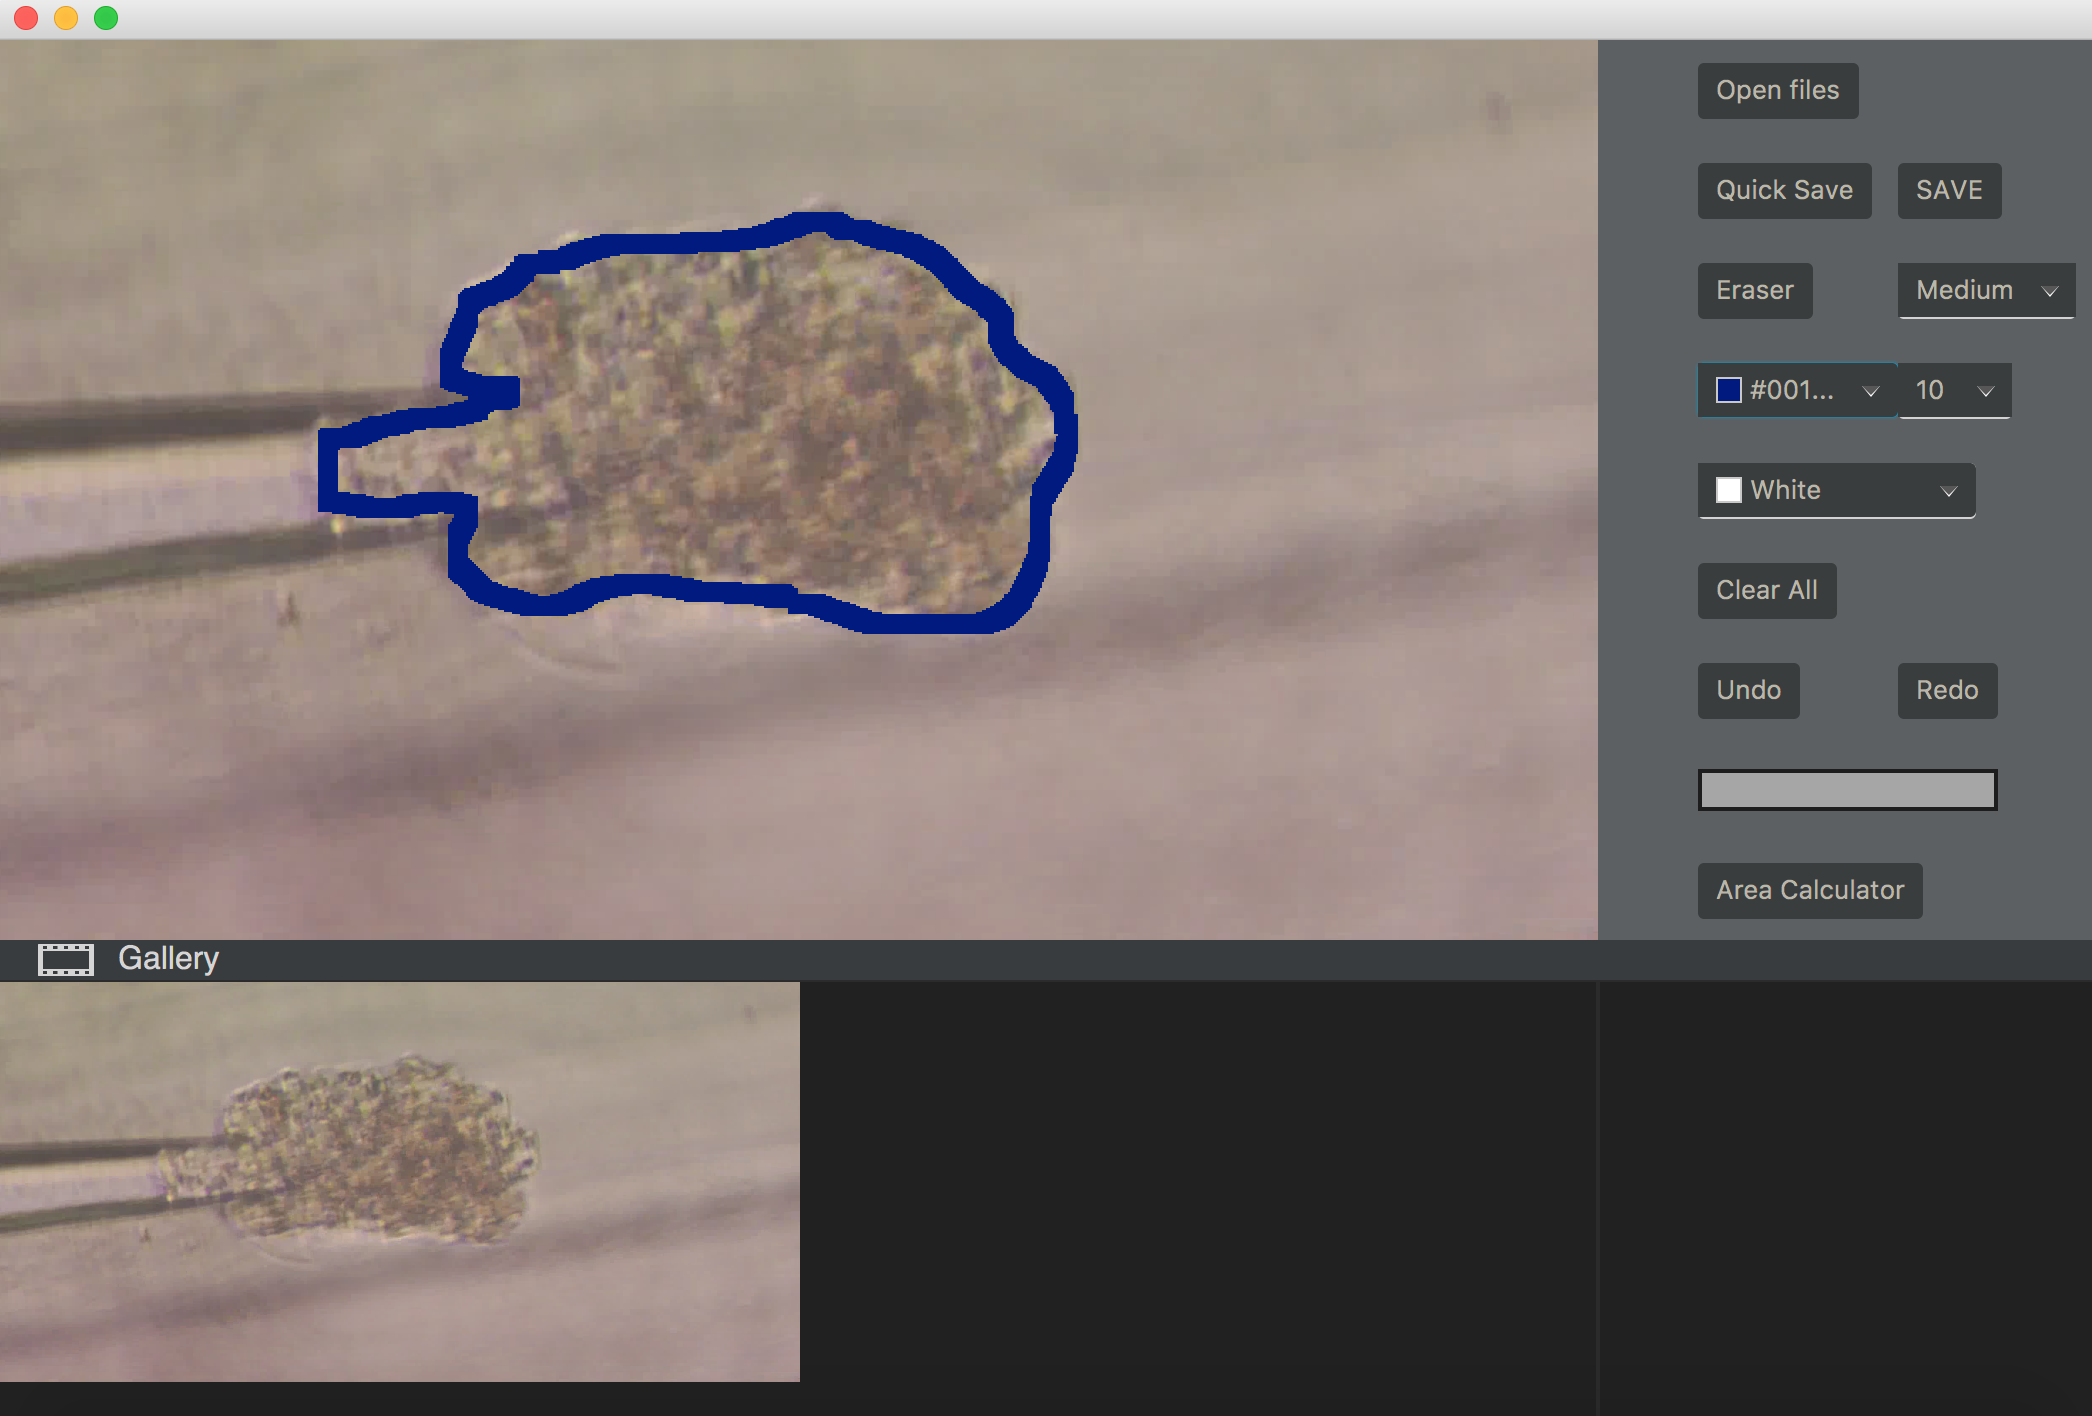 Open files
Quick Save SAVE
Eraser Medium
#001... 10
White
Clear All
Undo Redo
Area Calculator
Gallery